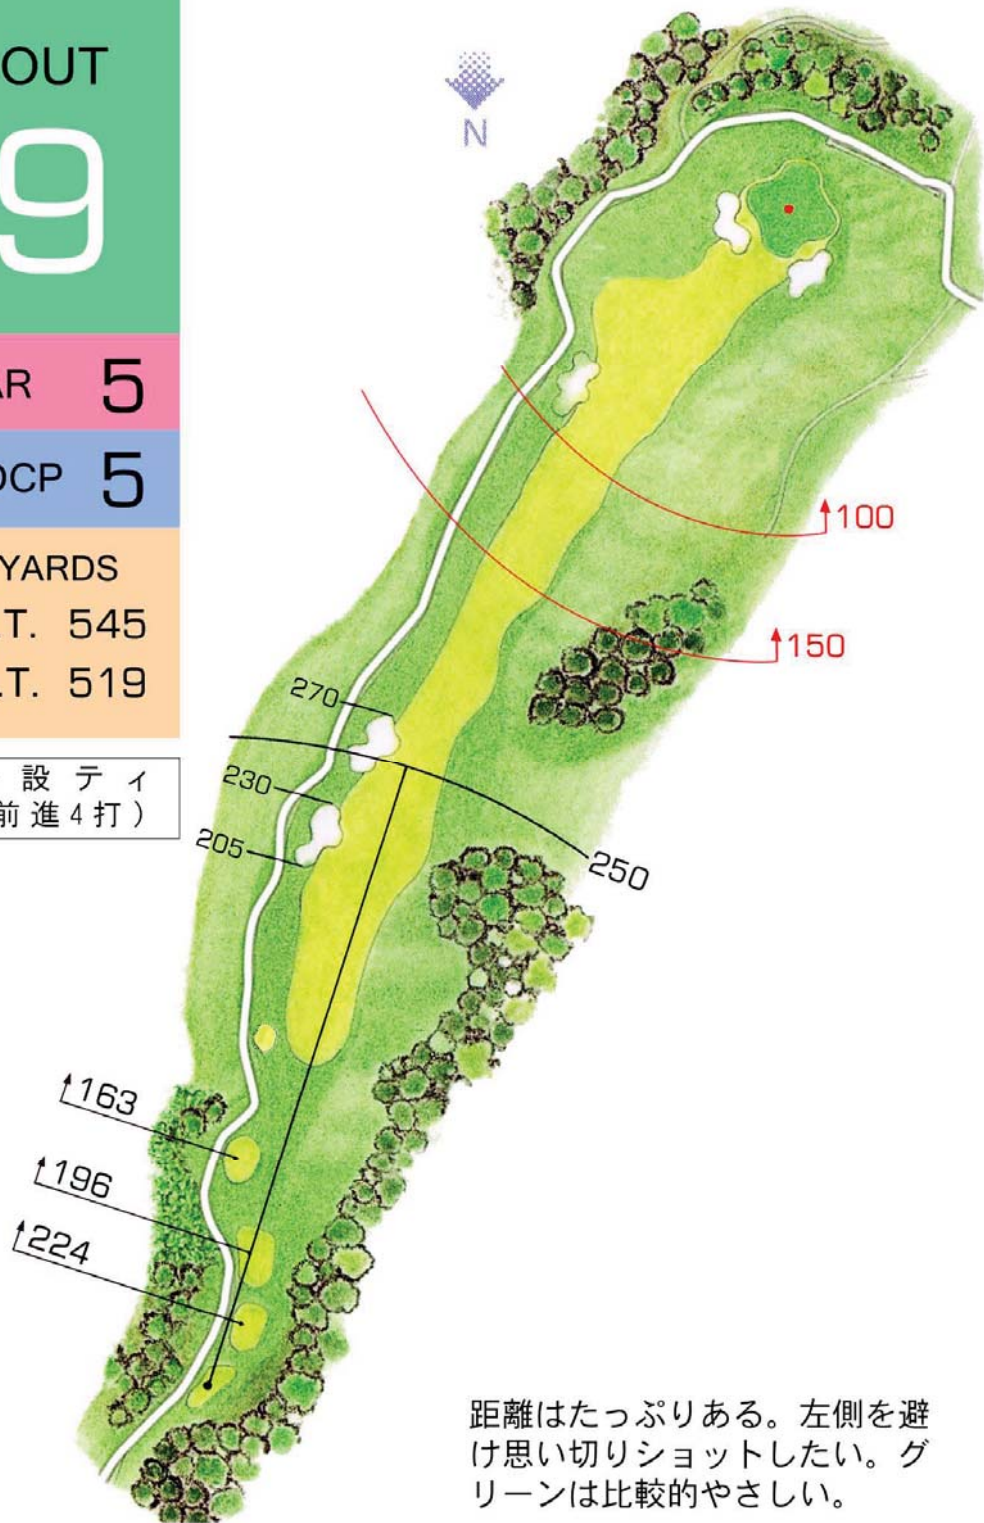 OUT
9
AR 5
DCP 5
YARDS
.T. 545
.T. 519
設ティ
前進4打）
N
100
150
270
230
205
250
163
196
224
距離はたっぷりある。左側を避
け思い切りショットしたい。グ
リーンは比較的やさしい。